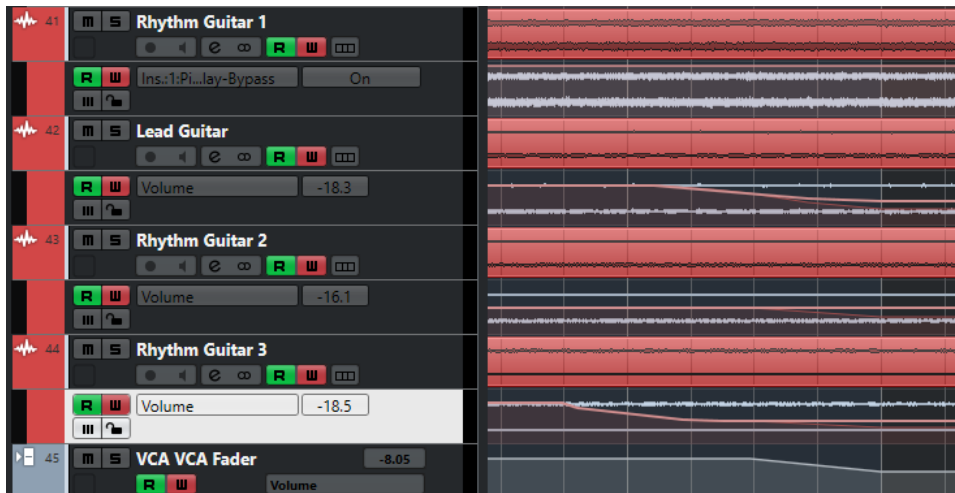 41 m S Rhythm Guitar 1
e R W
R W Ins.:1:Pi...lay-Bypass On
42 m S Lead Guitar
e R W
R W Volume -18.3
43 m S Rhythm Guitar 2
e R W
R W Volume -16.1
44 m S Rhythm Guitar 3
e R W
R W Volume -18.5
45 m S VCA VCA Fader -8.05
R W Volume